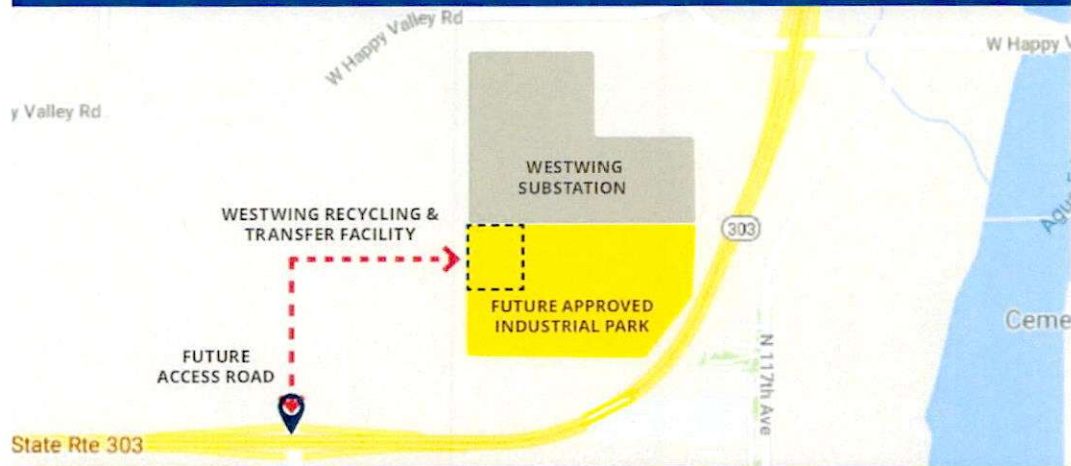 W Happy Valley Rd
W Happy V
y Valley Rd
WESTWING
SUBSTATION
WESTWING RECYCLING &
TRANSFER FACILITY
303
FUTURE APPROVED
INDUSTRIAL PARK
Ceme
FUTURE
ACCESS ROAD
N 117th Ave
State Rte 303